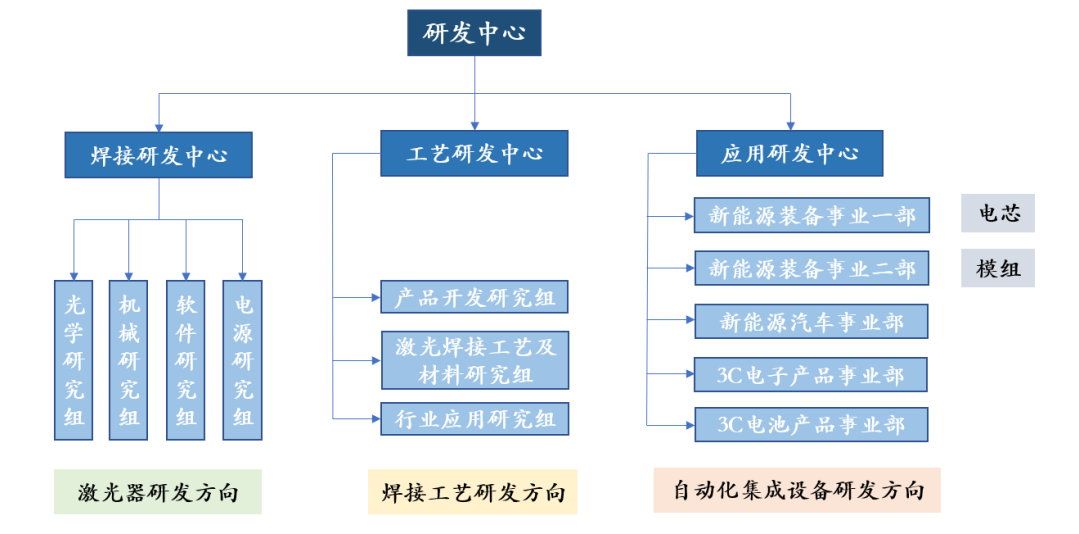 研发中心
焊接研发中心
工艺研发中心
应用研发中心
新能源装备事业一部
电芯
新能源装备事业二部
模组
光学研究组
机械研究组
软件研究组
电源研究组
产品开发研究组
新能源汽车事业部
激光焊接工艺及
材料研究组
3C电子产品事业部
行业应用研究组
3C电池产品事业部
激光器研发方向
焊接工艺研发方向
自动化集成设备研发方向